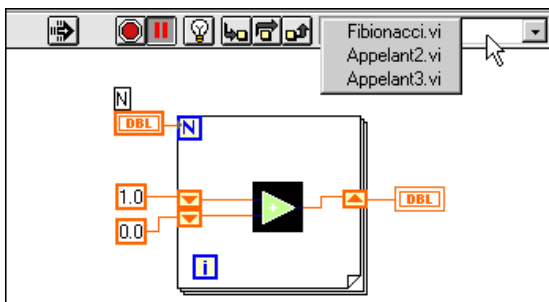 Fibionacci.vi
Appelant2.vi
Appelant3.vi
N
DBL
N
1.0
DBL
0.0
i